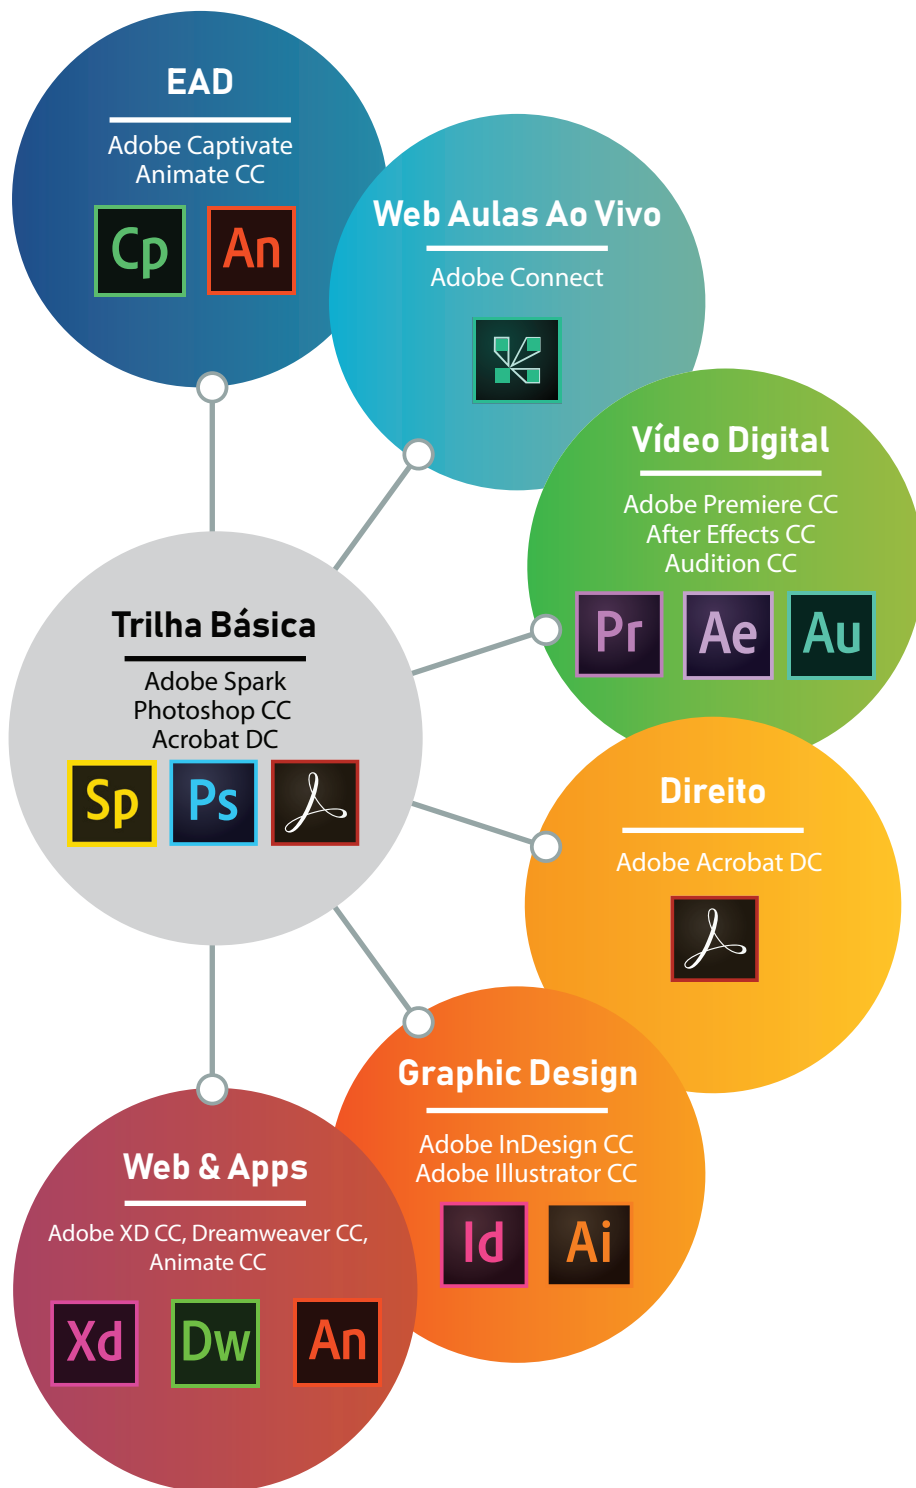 EAD
Adobe Captivate
Animate CC
Cp An
Web Aulas Ao Vivo
Adobe Connect
Vídeo Digital
Adobe Premiere CC
After Effects CC
Audition CC
Pr Ae Au
Trilha Básica
Adobe Spark
Photoshop CC
Acrobat DC
Sp Ps
Direito
Adobe Acrobat DC
Graphic Design
Adobe InDesign CC
Adobe Illustrator CC
Id Ai
Web & Apps
Adobe XD CC, Dreamweaver CC,
Animate CC
Xd Dw An